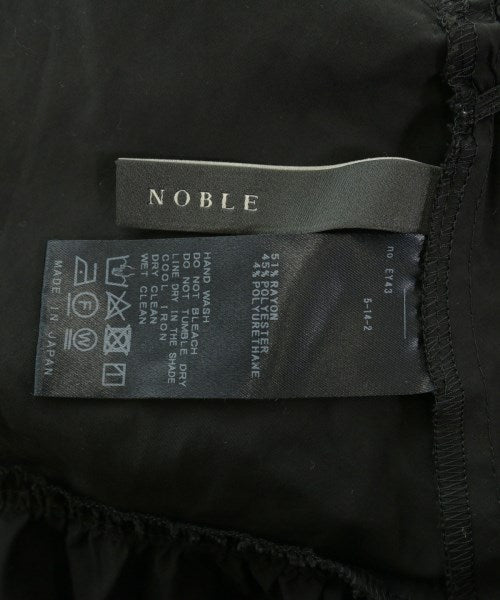 NOBLE
no. EY43
5-14-2
51% RAYON
45% POLYESTER
4% POLYURETHANE
HAND WASH
DO NOT BLEACH
DO NOT TUMBLE DRY
LINE DRY IN THE SHADE
COOL IRON
DRY CLEAN
WET CLEAN
F
W
MADE IN JAPAN